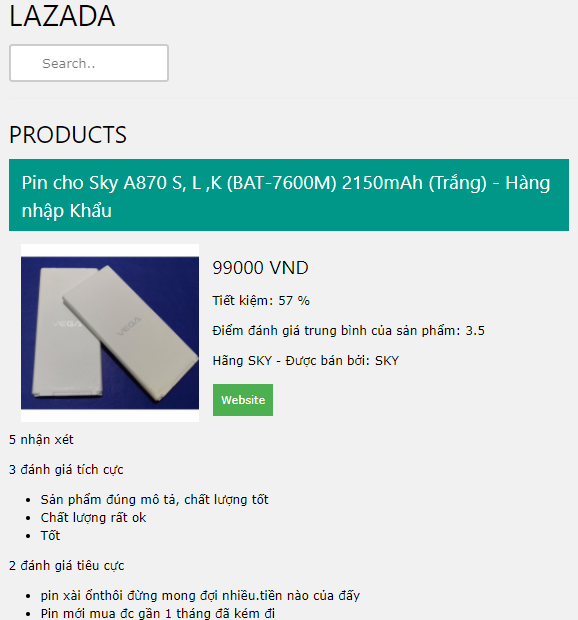 LAZADA
Search..
PRODUCTS
Pin cho Sky A870 S, L ,K (BAT-7600M) 2150mAh (Trắng) - Hàng
nhập Khẩu
99000 VND
Tiết kiệm: 57 %
Điểm đánh giá trung bình của sản phẩm: 3.5
Hãng SKY - Được bán bởi: SKY
Website
VEGA
VEGA
5 nhận xét
3 đánh giá tích cực
Sản phẩm đúng mô tả, chất lượng tốt
Chất lượng rất ok
Tốt
2 đánh giá tiêu cực
pin xài ổnthôi đừng mong đợi nhiều.tiền nào của đấy
Pin mới mua đc gần 1 tháng đã kém đi